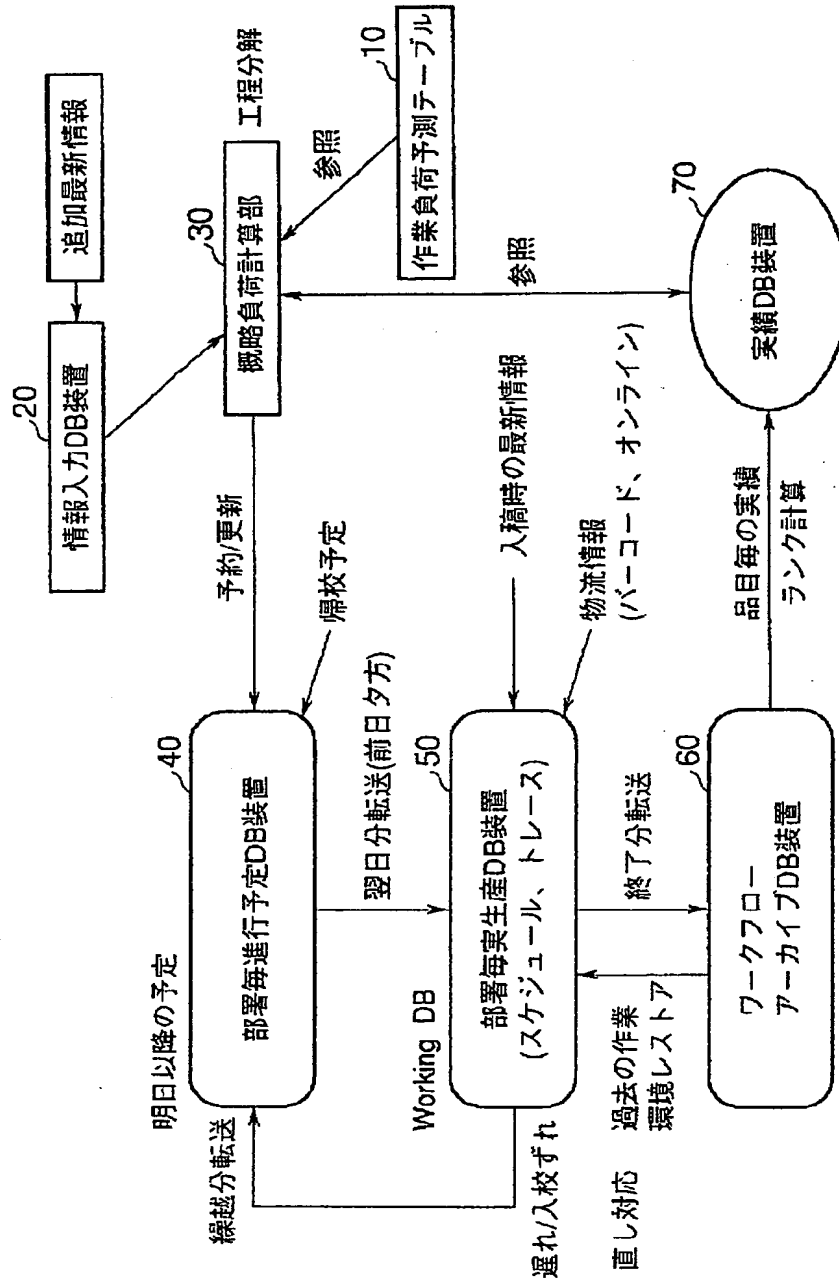 追加最新情報
20
情報入力DB装置
30
概略負荷計算部
工程分解
10
作業負荷予測テーブル
参照
参照
予約/更新
70
実績DB装置
明日以降の予定
40
部署毎進行予定DB装置
帰校予定
繰越分転送
翌日分転送(前日夕方)
入稿時の最新情報
物流情報
(バーコード、オンライン)
Working DB
50
部署毎実生産DB装置
(スケジュール、トレース)
遅れ/入校ずれ
終了分転送
直し対応
過去の作業
環境レストア
60
ワークフロー
アーカイブDB装置
品目毎の実績
ランク計算